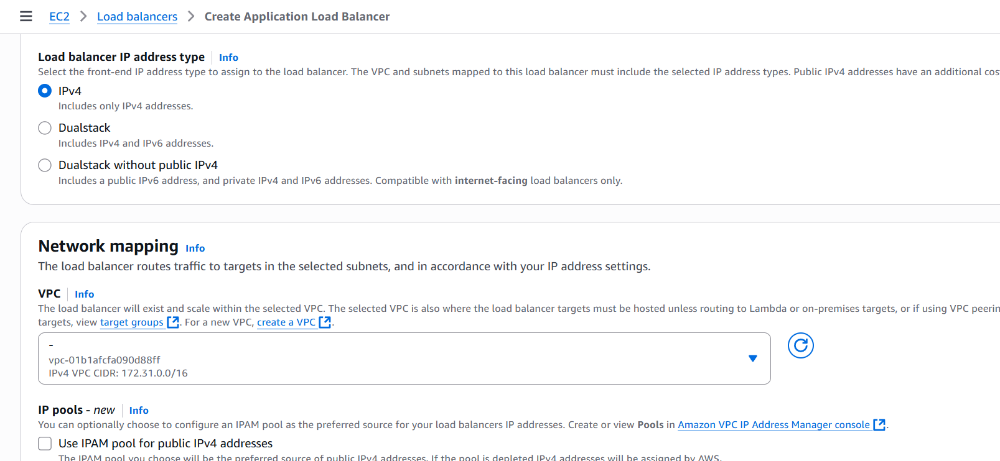 EC2 > Load balancers > Create Application Load Balancer
Load balancer IP address type Info
Select the front-end IP address type to assign to the load balancer. The VPC and subnets mapped to this load balancer must include the selected IP address types. Public IPv4 addresses have an additional
IPv4
Includes only IPv4 addresses.
Dualstack
Includes IPv4 and IPv6 addresses.
Dualstack without public IPv4
Includes a public IPv6 address, and private IPv4 and IPv6 addresses. Compatible with internet-facing load balancers only.
Network mapping Info
The load balancer routes traffic to targets in the selected subnets, and in accordance with your IP address settings.
VPC Info
The load balancer will exist and scale within the selected VPC. The selected VPC is also where the load balancer targets must be hosted unless routing to Lambda or on-premises targets, or if using VPC
targets, view target groups. For a new VPC, create a VPC.
-
vpc-01b1afcfa090d88ff
IPv4 VPC CIDR: 172.31.0.0/16
IP pools - new Info
You can optionally choose to configure an IPAM pool as the preferred source for your load balancers IP addresses. Create or view Pools in Amazon VPC IP Address Manager console.
Use IPAM pool for public IPv4 addresses
The IPAM pool you choose will be the preferred source of public IPv4 addresses. If the pool is depleted IPv4 addresses will be assigned by AWS.